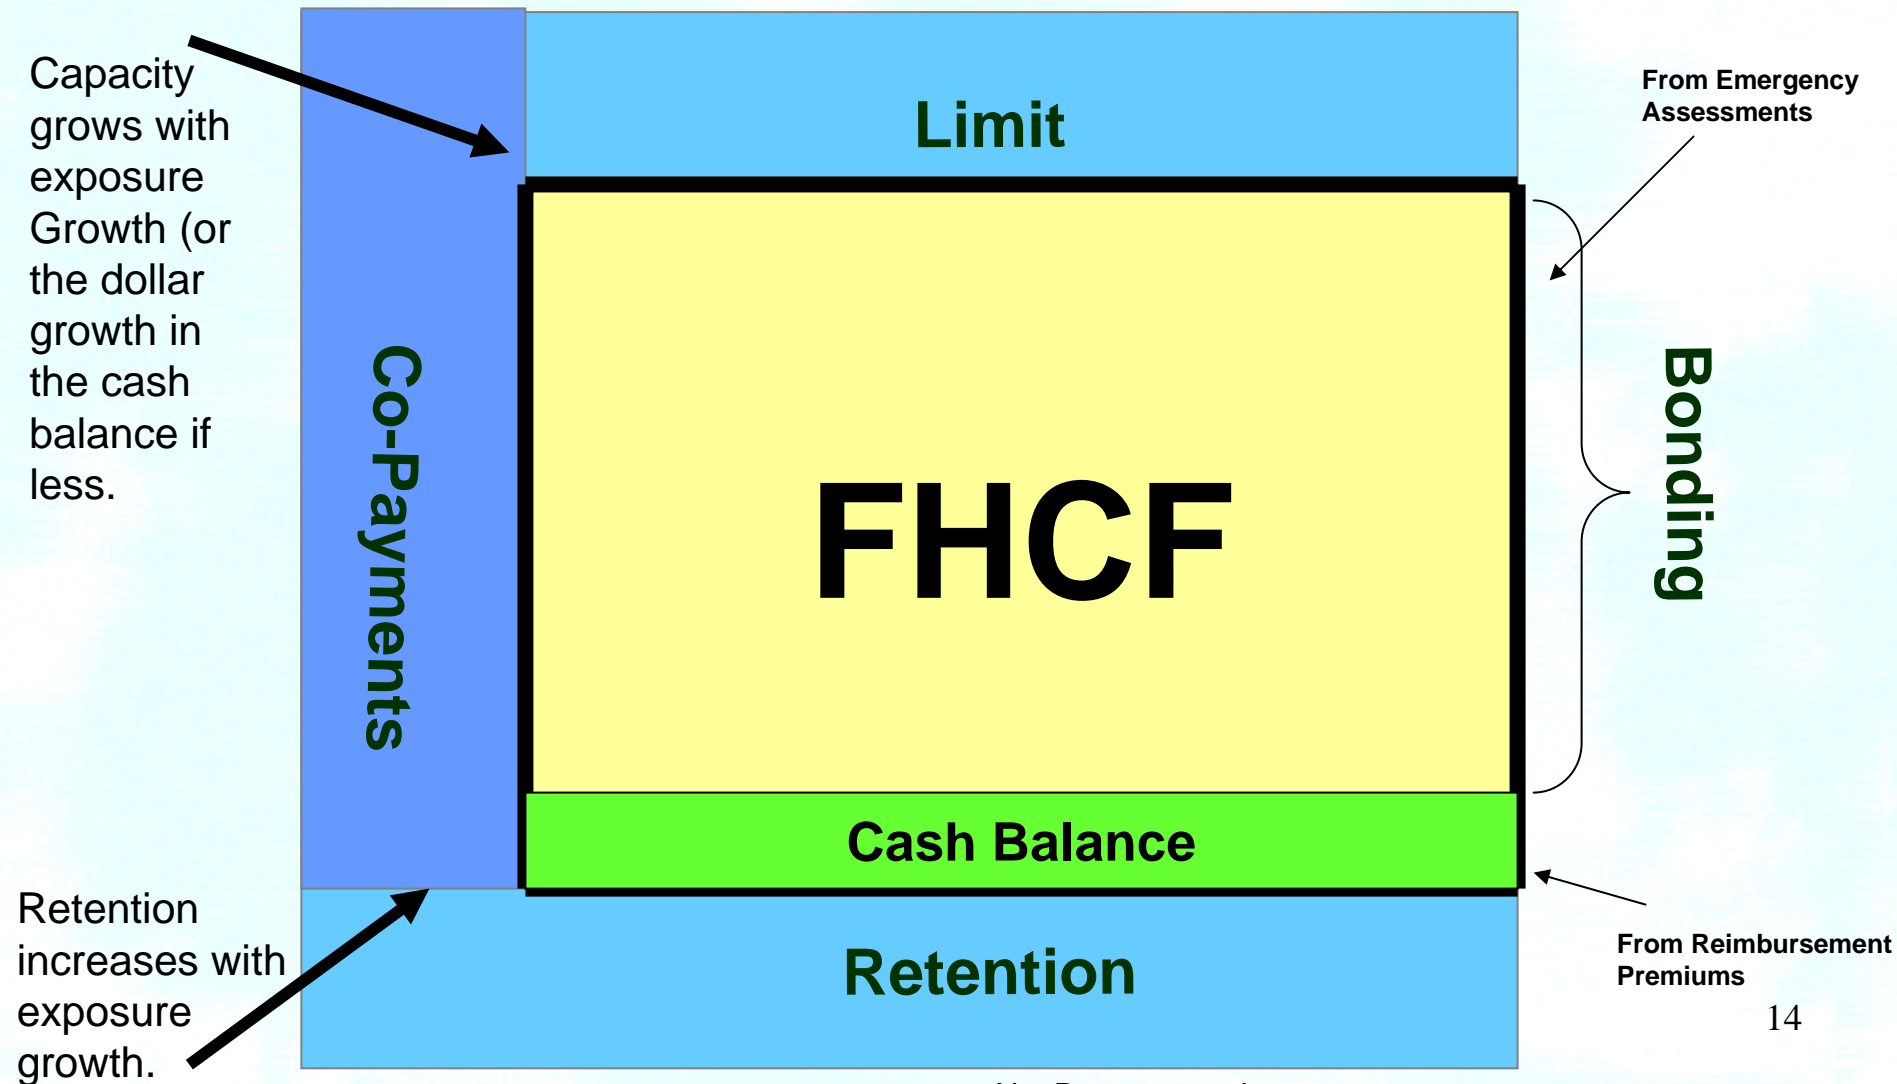 Capacity
grows with
exposure
Growth (or
the dollar
growth in
the cash
balance if
less.
Limit
From Emergency
Assessments
Co-Payments
FHCF
Bonding
Cash Balance
Retention
increases with
exposure
growth.
Retention
From Reimbursement
Premiums
14